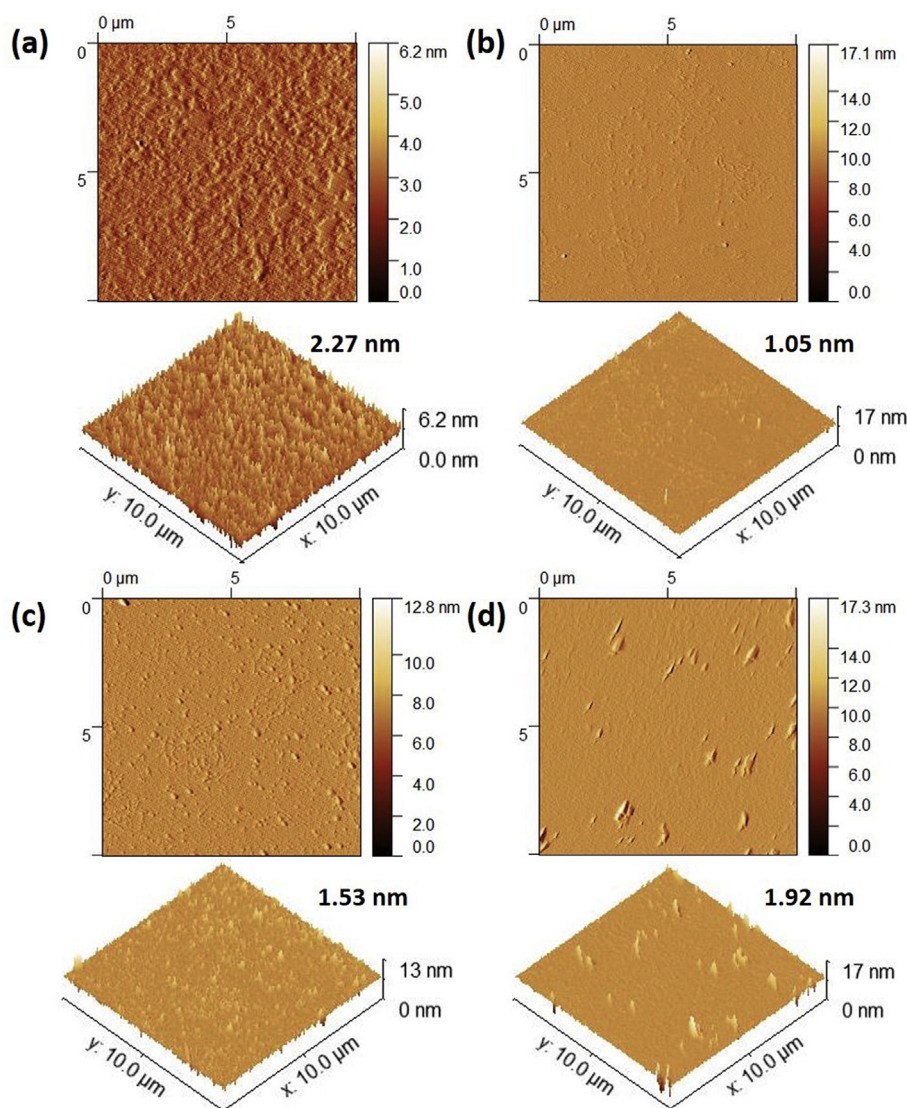 (a)
0 µm 5
0
5
6.2 nm
5.0
4.0
3.0
2.0
1.0
0.0
2.27 nm
6.2 nm
0.0 nm
y: 10.0 µm
x: 10.0 µm
(b)
0 µm 5
0
5
17.1 nm
14.0
12.0
10.0
8.0
6.0
4.0
0.0
1.05 nm
17 nm
0 nm
y: 10.0 µm
x: 10.0 µm
(c)
0 µm 5
0
5
12.8 nm
10.0
8.0
6.0
4.0
2.0
0.0
1.53 nm
13 nm
0 nm
y: 10.0 µm
x: 10.0 µm
(d)
0 µm 5
0
5
17.3 nm
14.0
12.0
10.0
8.0
6.0
4.0
0.0
1.92 nm
17 nm
0 nm
y: 10.0 µm
x: 10.0 µm